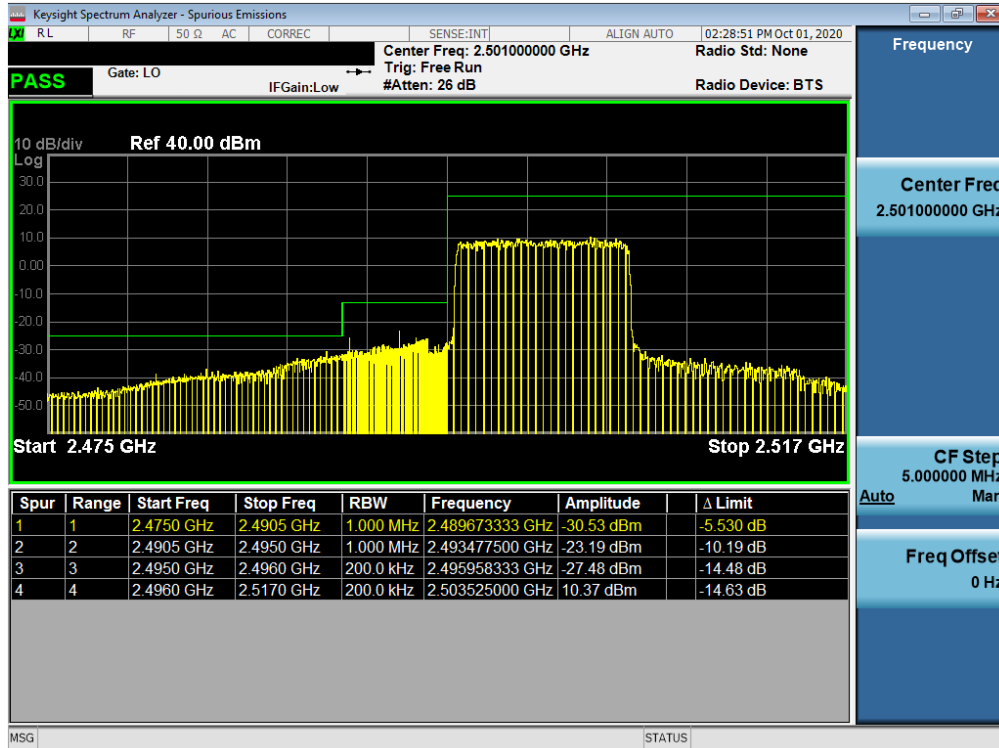 Keysight Spectrum Analyzer - Spurious Emissions
LXI RL RF 50 Ω AC CORREC SENSE:INT ALIGN AUTO 02:28:51 PM Oct 01, 2020
Center Freq: 2.501000000 GHz Radio Std: None
PASS Gate: LO Trig: Free Run
IFGain:Low #Atten: 26 dB Radio Device: BTS
10 dB/div Ref 40.00 dBm
Log
30.0
20.0
10.0
0.00
-10.0
-20.0
-30.0
-40.0
-50.0
Start 2.475 GHz Stop 2.517 GHz
Spur Range Start Freq Stop Freq RBW Frequency Amplitude Δ Limit
1 1 2.4750 GHz 2.4905 GHz 1.000 MHz 2.489673333 GHz -30.53 dBm -5.530 dB
2 2 2.4905 GHz 2.4950 GHz 1.000 MHz 2.493477500 GHz -23.19 dBm -10.19 dB
3 3 2.4950 GHz 2.4960 GHz 200.0 kHz 2.495958333 GHz -27.48 dBm -14.48 dB
4 4 2.4960 GHz 2.5170 GHz 200.0 kHz 2.503525000 GHz 10.37 dBm -14.63 dB
MSG STATUS
Frequency
Center Freq
2.501000000 GHz
CF Step
5.000000 MHz
Auto Man
Freq Offset
0 Hz